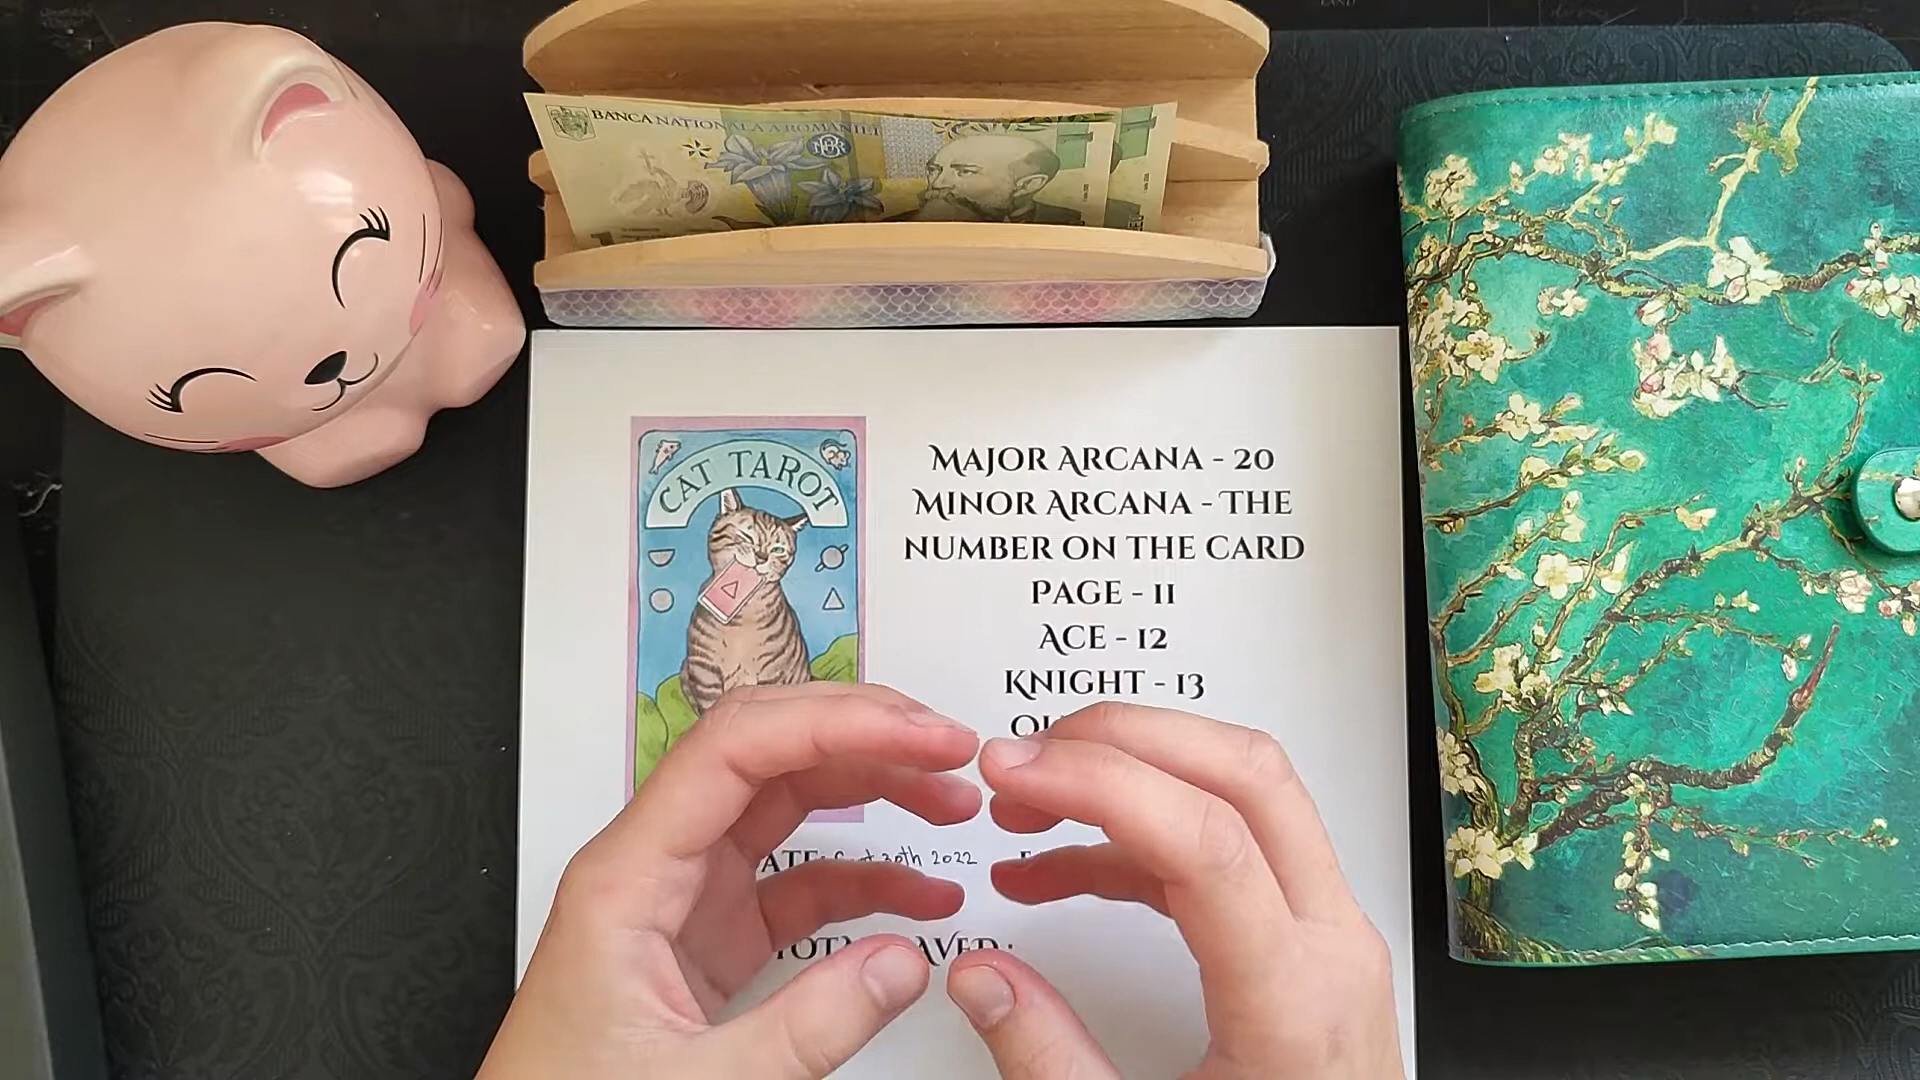 BANCA NAȚIONALĂ A ROMÂNIEI
CAT TAROT
MAJOR ARCANA - 20
MINOR ARCANA - THE
NUMBER ON THE CARD
PAGE - 11
ACE - 12
KNIGHT - 13
30th 2022